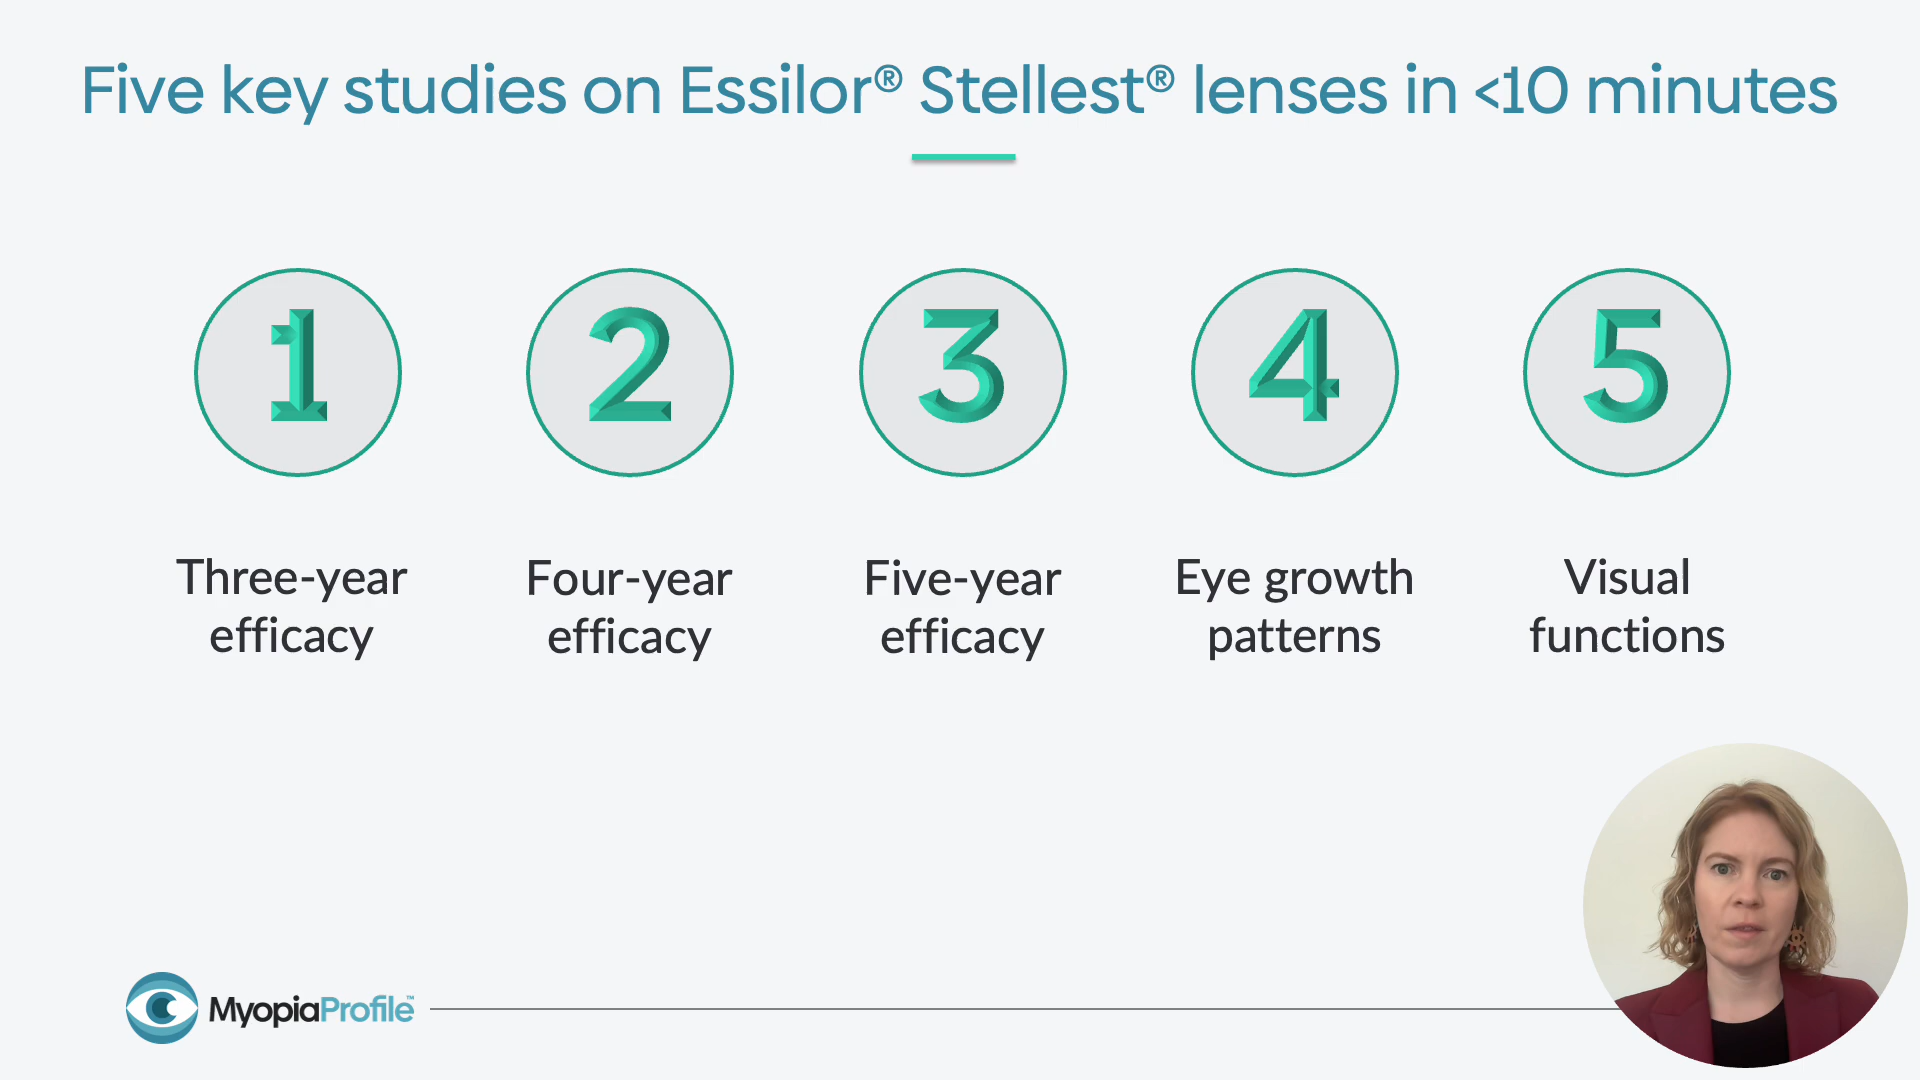 Five key studies on Essilor® Stellest® lenses in <10 minutes
1
2
3
4
5
Three-year
efficacy
Four-year
efficacy
Five-year
efficacy
Eye growth
patterns
Visual
functions
MyopiaProfile™